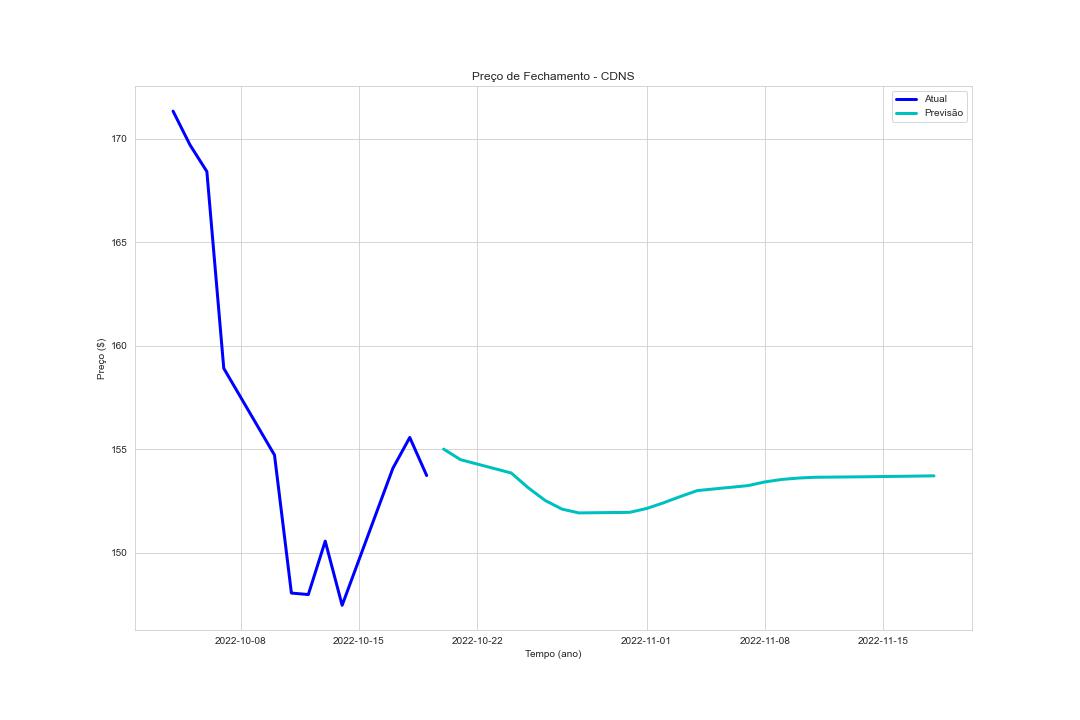 Preço de Fechamento - CDNS
Atual
Previsão
170
165
160
155
150
Preço ($)
2022-10-08
2022-10-15
2022-10-22
2022-11-01
2022-11-08
2022-11-15
Tempo (ano)